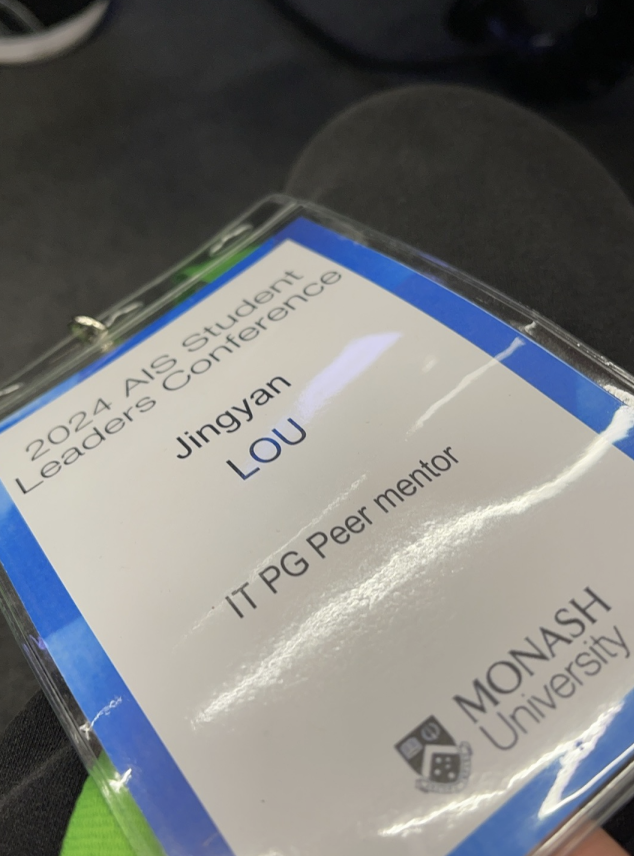 2024 AIS Student
Leaders Conference
Jingyan
LOU
IT PG Peer mentor
MONASH
University